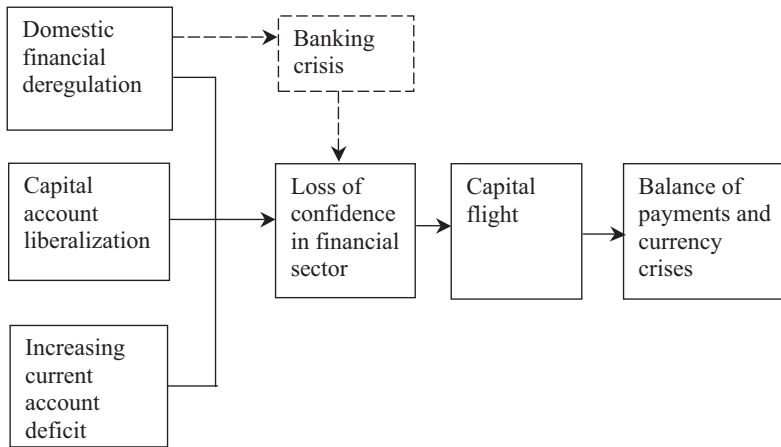 Domestic
financial
deregulation
Banking
crisis
Capital
account
liberalization
Loss of
confidence
in financial
sector
Capital
flight
Balance of
payments and
currency
crises
Increasing
current
account
deficit